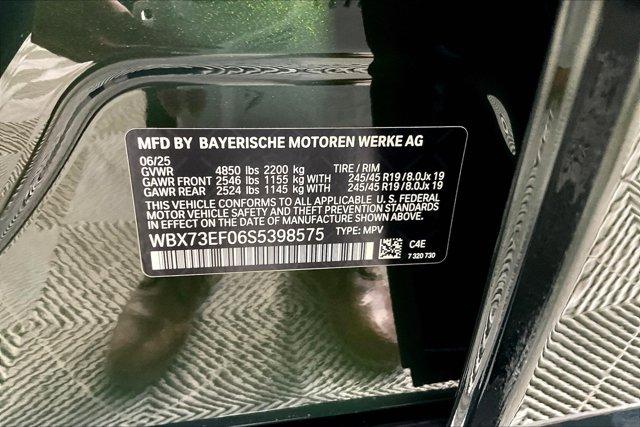 MFD BY BAYERISCHE MOTOREN WERKE AG
06/25
GVWR 4850 lbs 2200 kg TIRE / RIM
GAWR FRONT 2546 lbs 1155 kg WITH 245/45 R19 / 8.0Jx 19
GAWR REAR 2524 lbs 1145 kg WITH 245/45 R19 / 8.0Jx 19
THIS VEHICLE CONFORMS TO ALL APPLICABLE U. S. FEDERAL
MOTOR VEHICLE SAFETY AND THEFT PREVENTION STANDARDS
IN EFFECT ON THE DATE OF MANUFACTURE SHOWN ABOVE.
WBX73EF06S5398575 TYPE: MPV
C4E
7 320 730